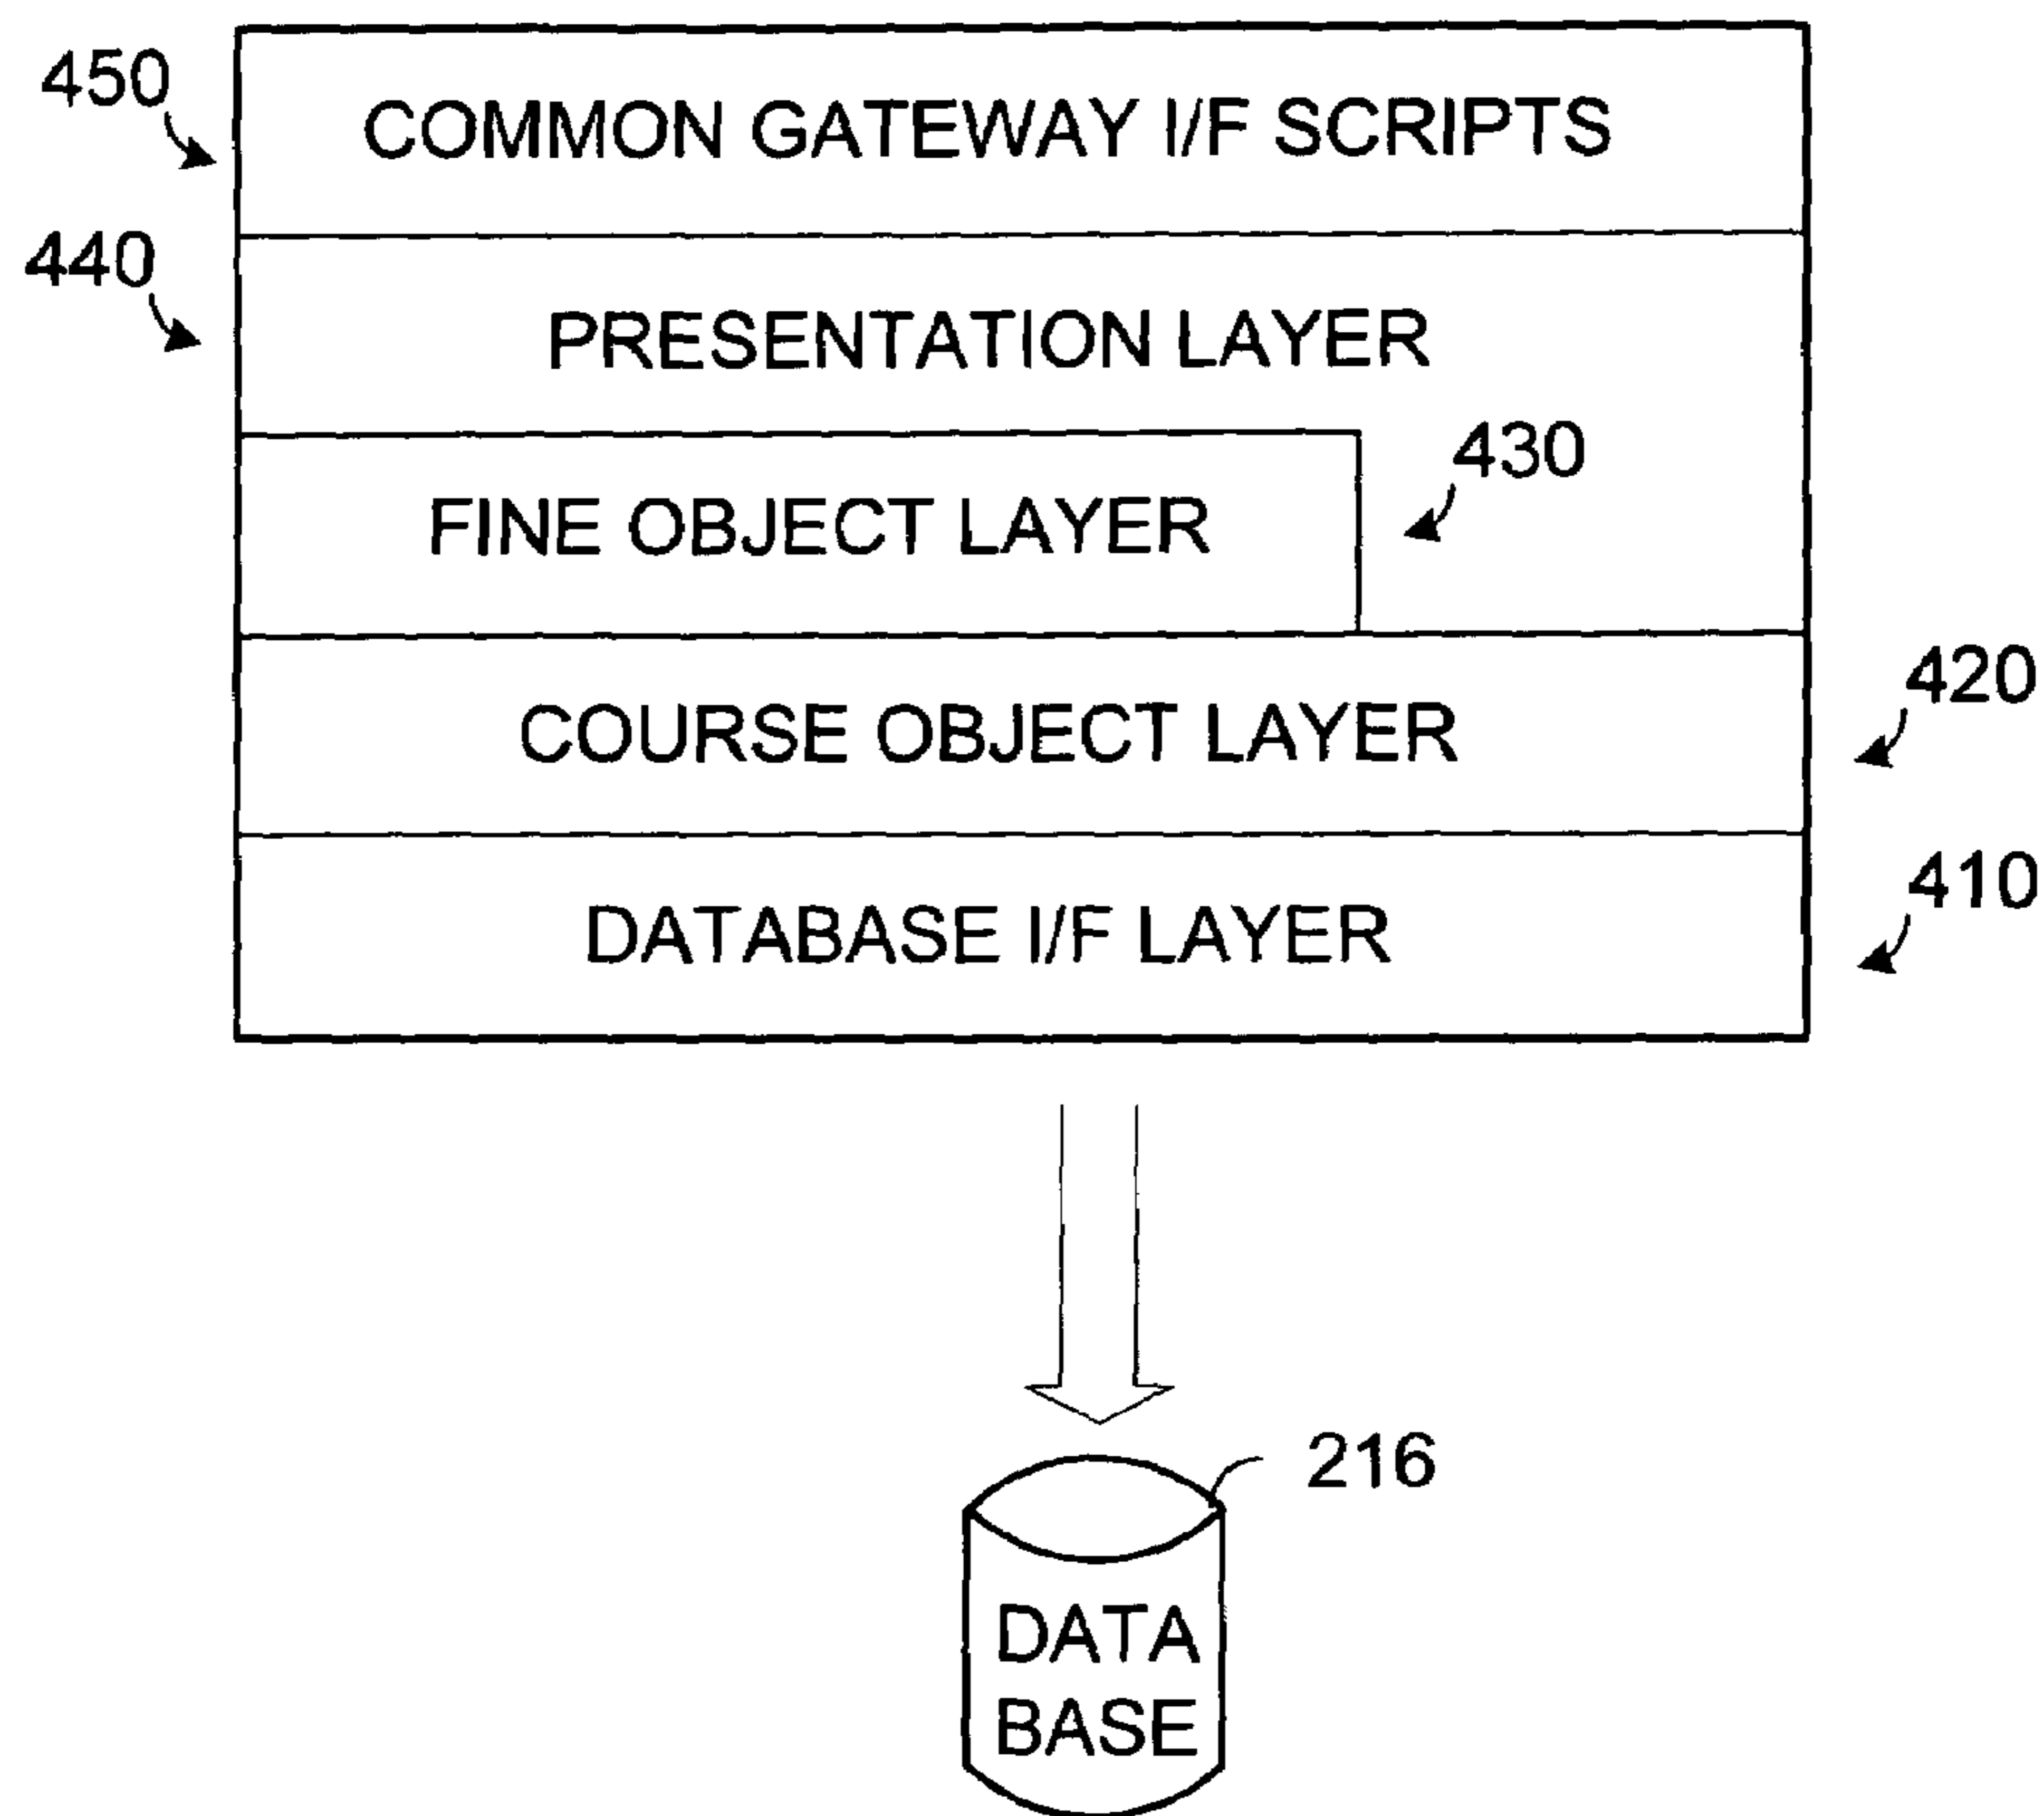 450
COMMON GATEWAY I/F SCRIPTS
440
PRESENTATION LAYER
430
FINE OBJECT LAYER
420
COURSE OBJECT LAYER
410
DATABASE I/F LAYER
216
DATA
BASE